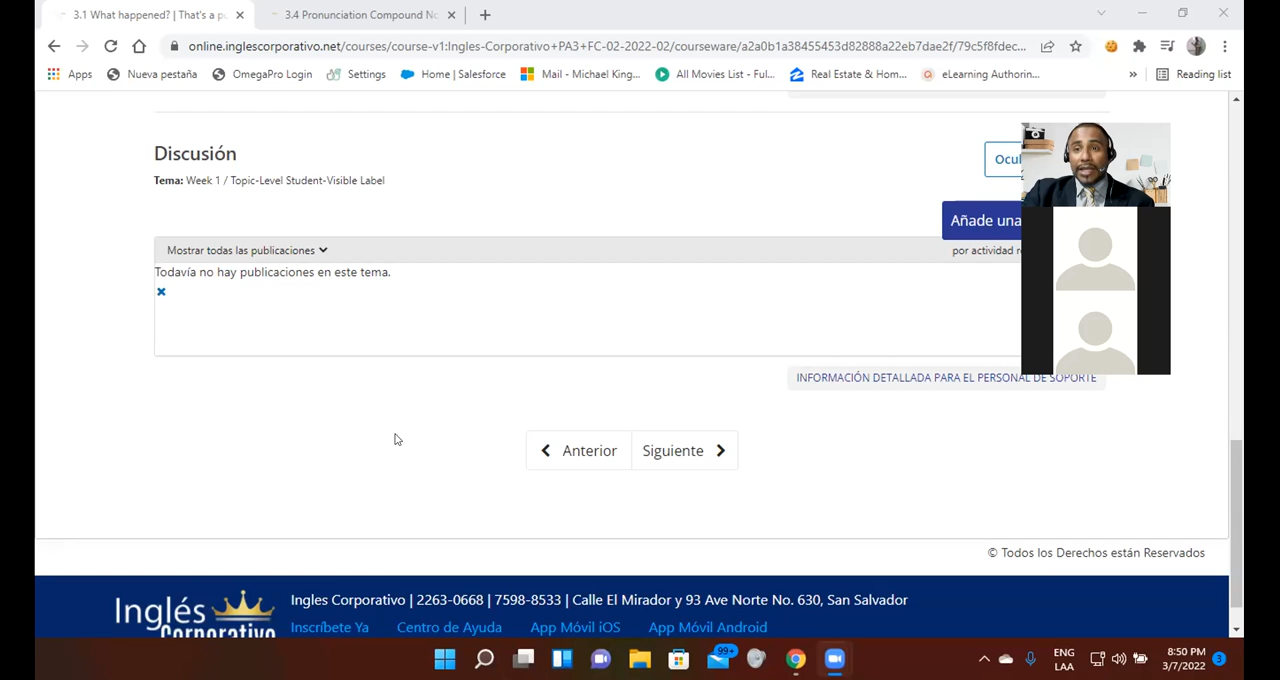 3.1 What happened? | That's a pu
3.4 Pronunciation Compound No
online.inglescorporativo.net/courses/course-v1:Ingles-Corporativo+PA3+FC-02-2022-02/courseware/a2a0b1a38455453d82888a22eb7dae2f/79c5f8fdec...
Apps
Nueva pestaña
OmegaPro Login
Settings
Home | Salesforce
Mail - Michael King...
All Movies List - Ful...
Real Estate & Hom...
eLearning Authorin...
»
Reading list
Discusión
Ocul
Tema: Week 1 / Topic-Level Student-Visible Label
Añade una
Mostrar todas las publicaciones
por actividad re
Todavía no hay publicaciones en este tema.
INFORMACIÓN DETALLADA PARA EL PERSONAL DE SOPORTE
Anterior
Siguiente
© Todos los Derechos están Reservados
Inglés
Corporativo
Ingles Corporativo | 2263-0668 | 7598-8533 | Calle El Mirador y 93 Ave Norte No. 630, San Salvador
Inscríbete Ya
Centro de Ayuda
App Móvil iOS
App Móvil Android
99+
ENG
LAA
8:50 PM
3/7/2022
3